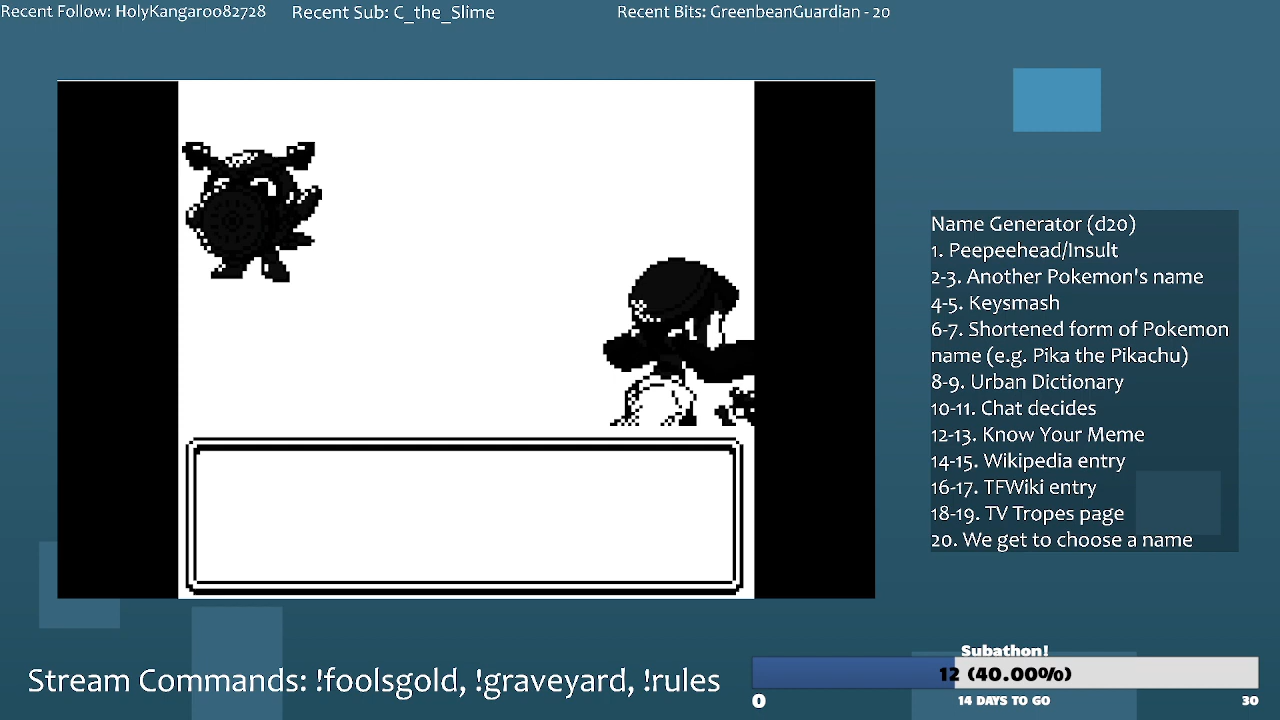 Recent Follow: HolyKangaroo82728 Recent Sub: C_the_Slime Recent Bits: GreenbeanGuardian - 20
Name Generator (d20)
1. Peepeehead/Insult
2-3. Another Pokemon's name
4-5. Keysmash
6-7. Shortened form of Pokemon
name (e.g. Pika the Pikachu)
8-9. Urban Dictionary
10-11. Chat decides
12-13. Know Your Meme
14-15. Wikipedia entry
16-17. TFWiki entry
18-19. TV Tropes page
20. We get to choose a name
Stream Commands: !foolsgold, !graveyard, !rules
Subathon!
12 (40.00%)
0 14 DAYS TO GO 30